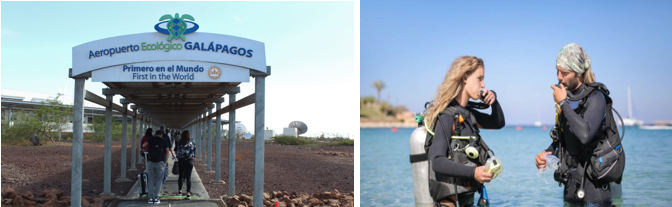 Aeropuerto Ecológico GALÁPAGOS
Primero en el Mundo
First in the World